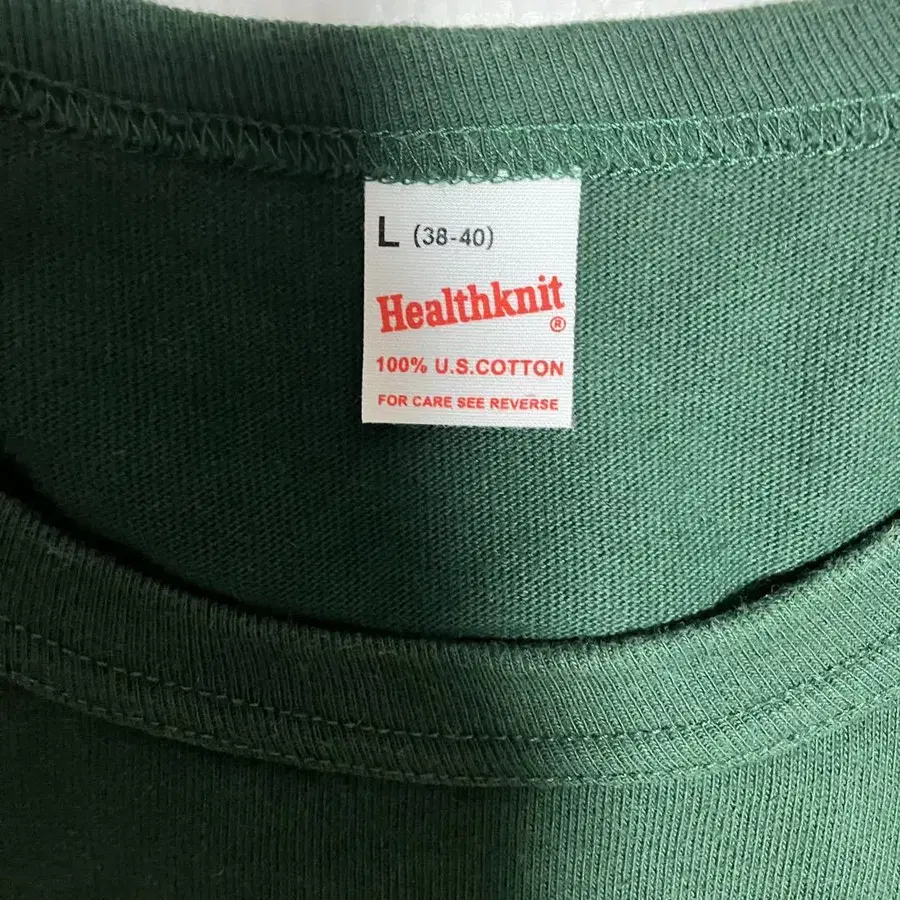 L (38-40)
Healthknit
®
100% U.S.COTTON
FOR CARE SEE REVERSE